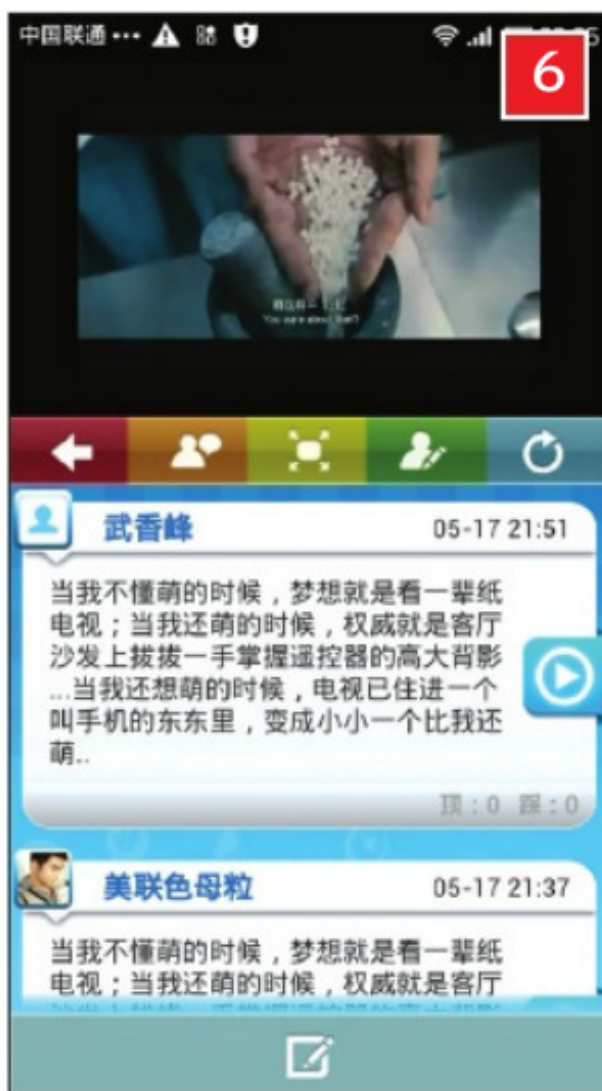 中国联通
6
You sure about that?
武香峰 05-17 21:51
当我不懂萌的时候，梦想就是看一辈纸
电视；当我还萌的时候，权威就是客厅
沙发上拔拔一手掌握遥控器的高大背影
...当我还想萌的时候，电视已住进一个
叫手机的东东里，变成小小一个比我还
萌..
顶：0 踩：0
美联色母粒 05-17 21:37
当我不懂萌的时候，梦想就是看一辈纸
电视；当我还萌的时候，权威就是客厅